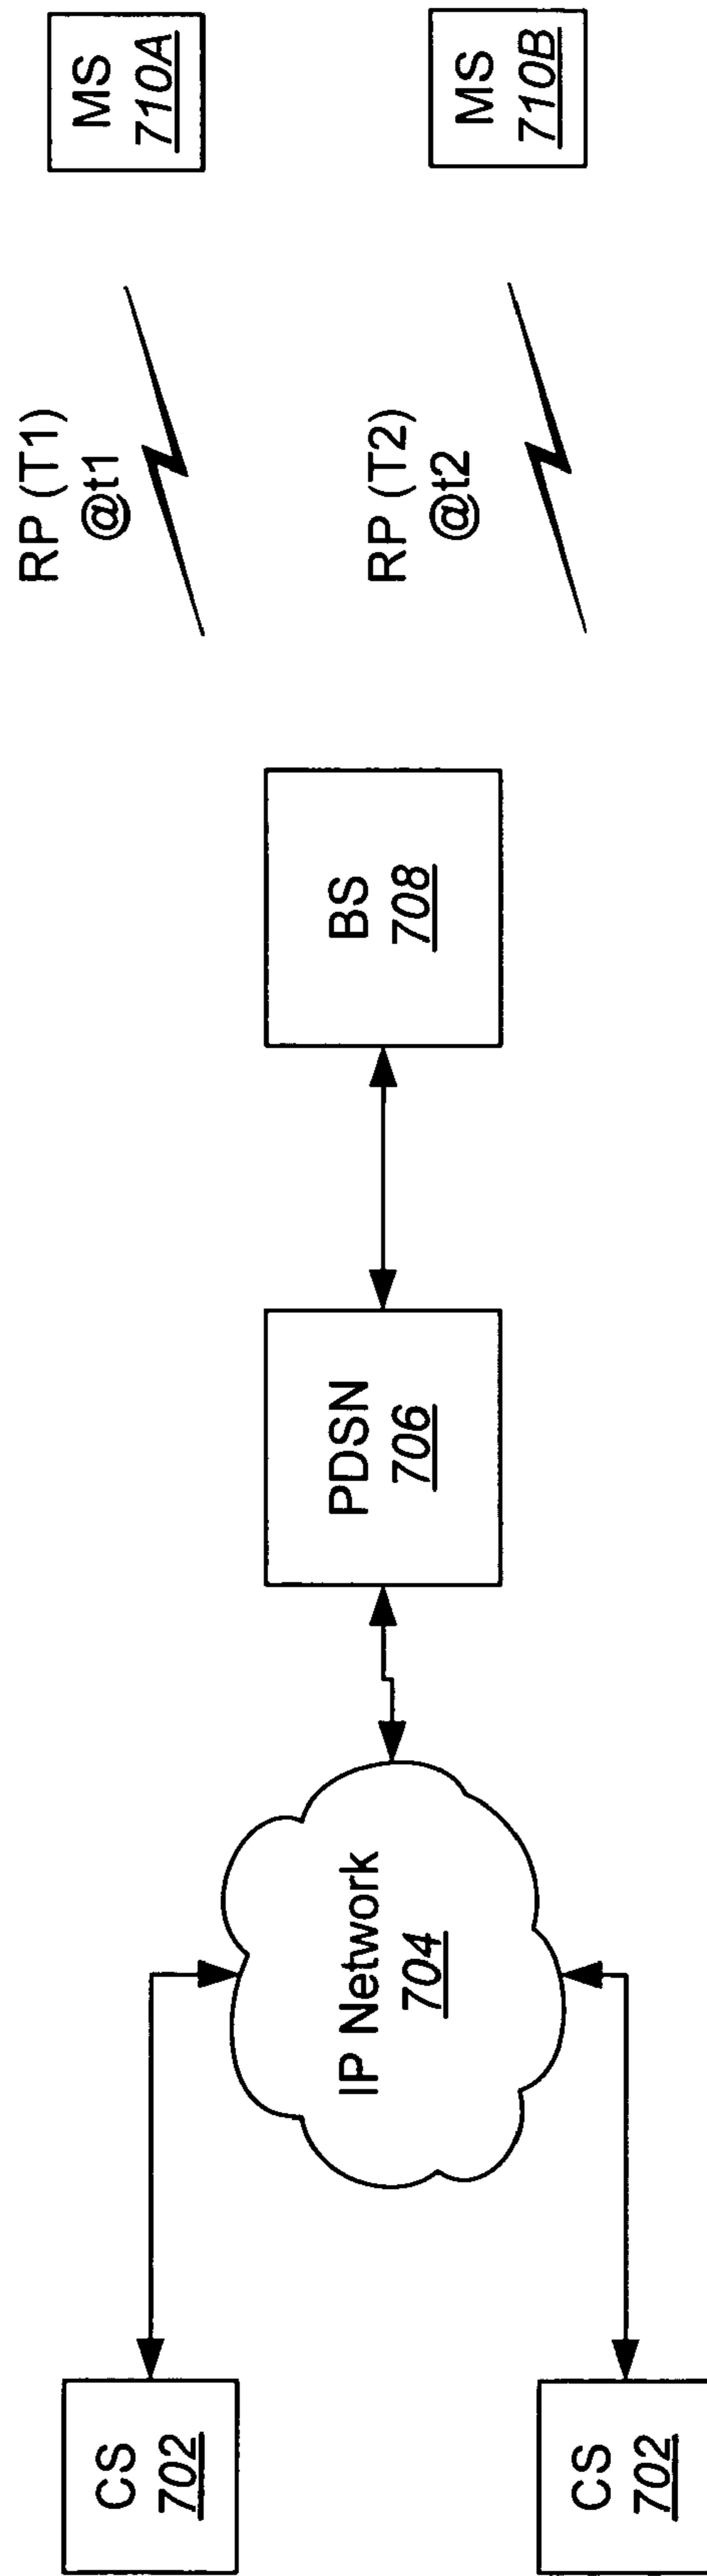 CS
702
CS
702
IP Network
704
PDSN
706
BS
708
RP (T1)
@t1
RP (T2)
@t2
MS
710A
MS
710B